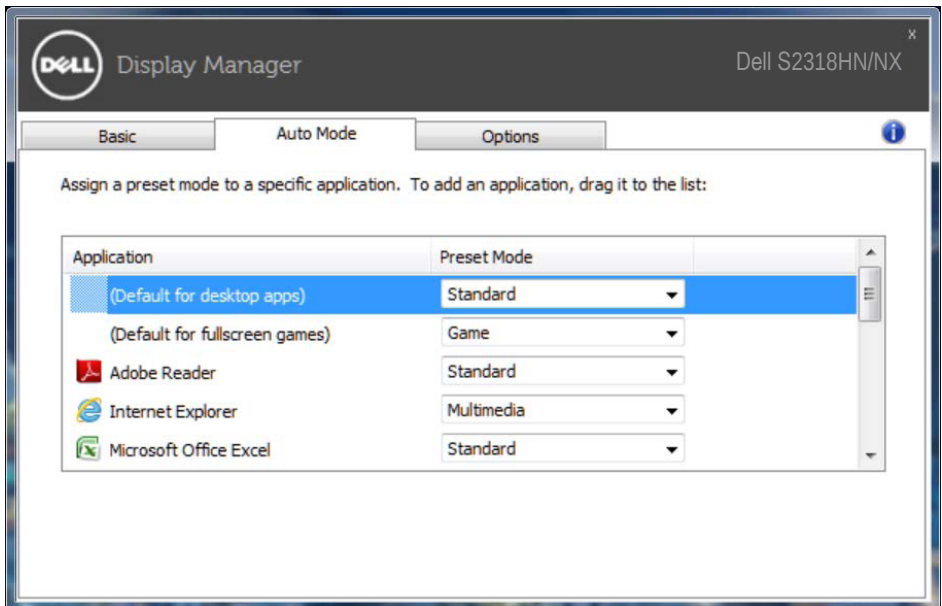 DELL
Display Manager
Dell S2318HN/NX
x
Basic
Auto Mode
Options
Assign a preset mode to a specific application. To add an application, drag it to the list:
Application
Preset Mode
(Default for desktop apps)
Standard
(Default for fullscreen games)
Game
Adobe Reader
Standard
Internet Explorer
Multimedia
Microsoft Office Excel
Standard